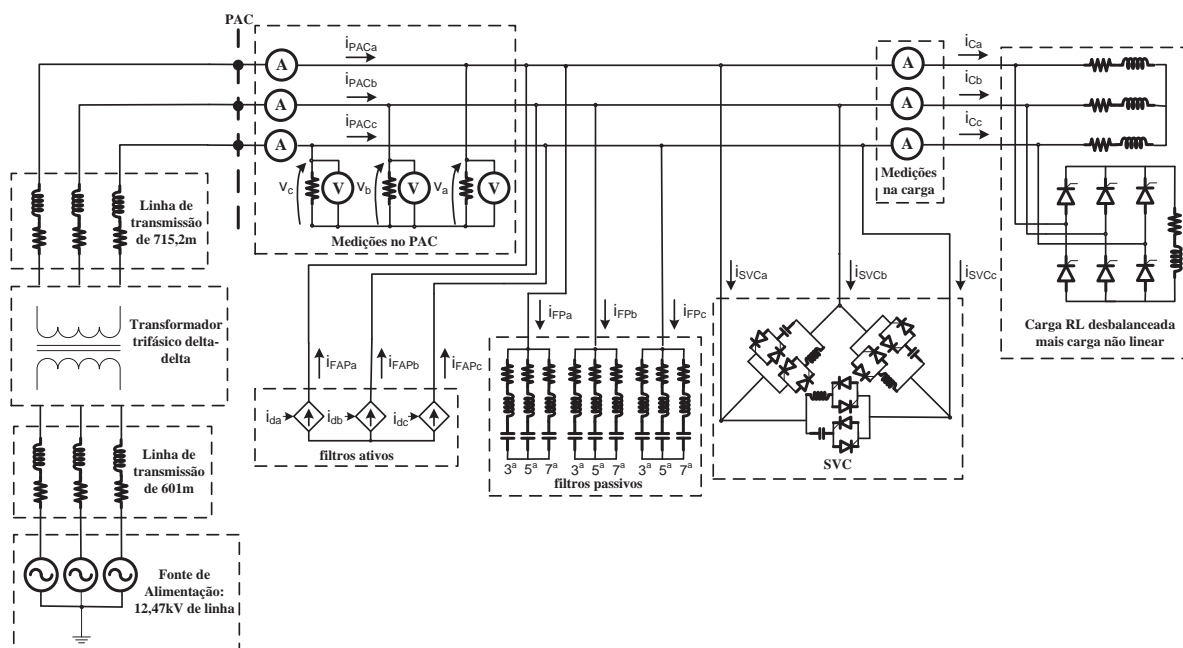 PAC
A
A
A
i_PACa
i_PACb
i_PACc
v_c
V
v_b
V
v_a
V
Medições no PAC
A
A
A
Medições
na carga
i_Ca
i_Cb
i_Cc
Carga RL desbalanceada
mais carga não linear
Linha de
transmissão
de 715,2m
Transformador
trifásico delta-
delta
Linha de
transmissão
de 601m
Fonte de
Alimentação:
12,47kV de linha
i_FAPa
i_FAPb
i_FAPc
i_da
i_db
i_dc
filtros ativos
i_FPa
i_FPb
i_FPc
3ª 5ª 7ª
3ª 5ª 7ª
3ª 5ª 7ª
filtros passivos
i_SVCa
i_SVCb
i_SVCc
SVC